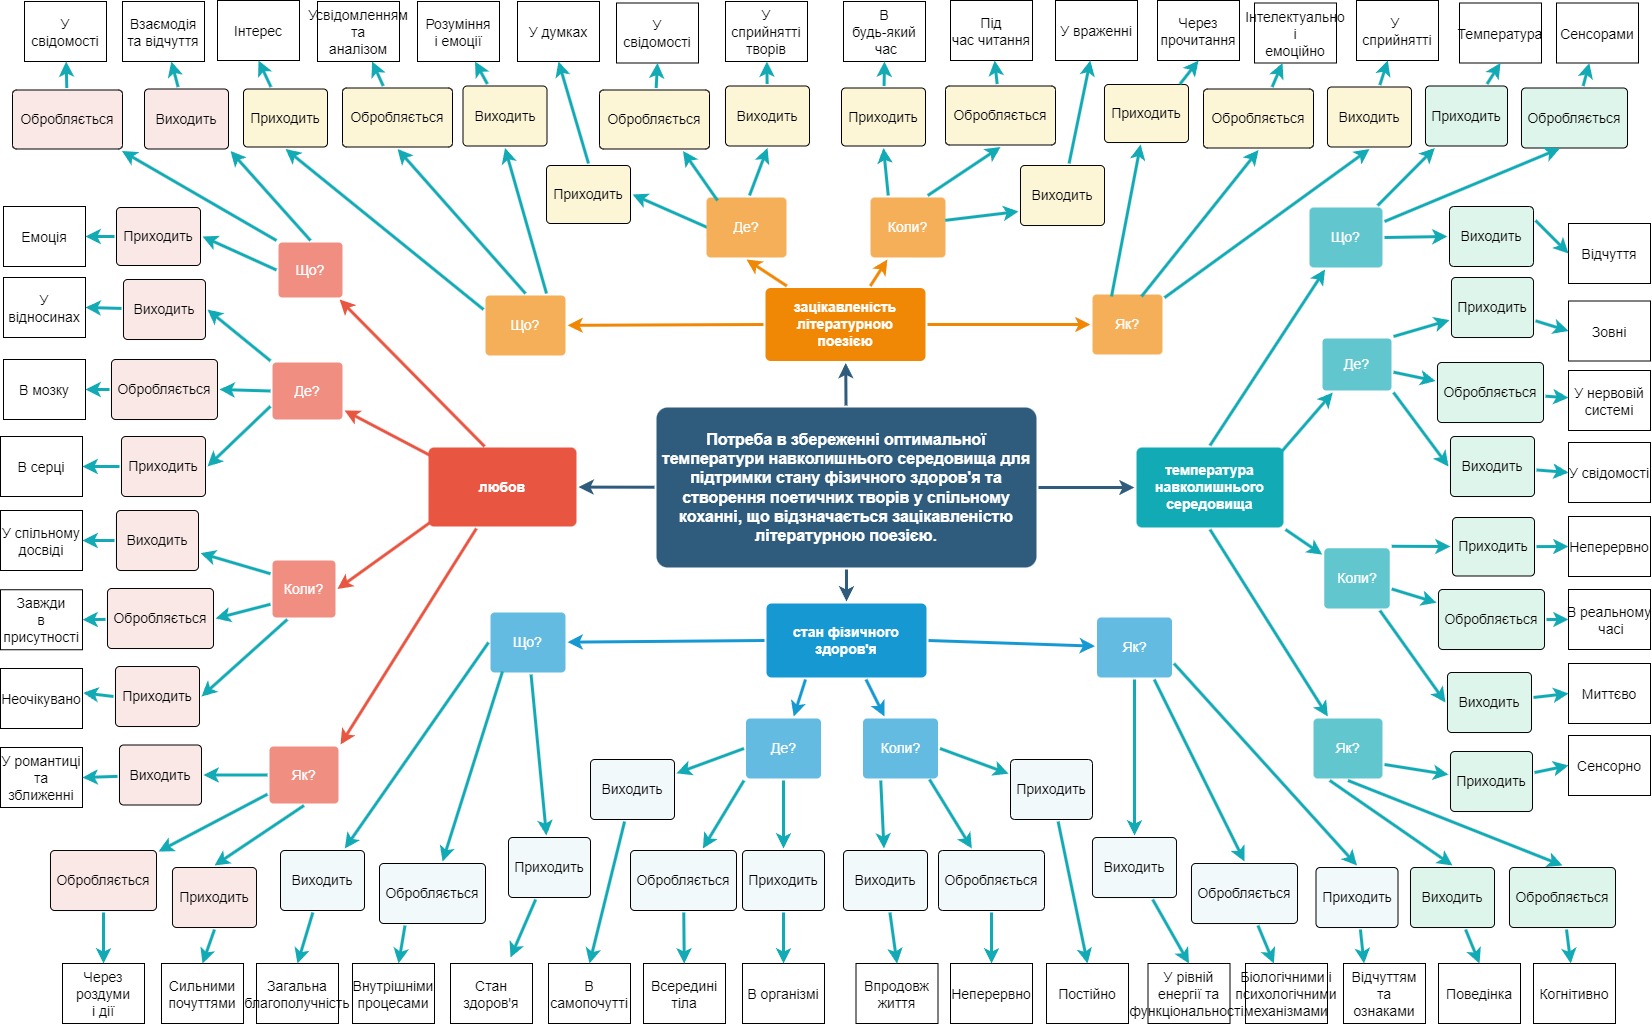 У
свідомості
Взаємодія
та відчуття
Інтерес
Усвідомленням
та
аналізом
Розуміння
і емоції
У думках
У
свідомості
У
сприйнятті
творів
В
будь-який
час
Під
час читання
У враженні
Через
прочитання
Інтелектуально
і
емоційно
У
сприйнятті
Температура
Сенсорами
Обробляється
Виходить
Приходить
Обробляється
Виходить
Обробляється
Виходить
Приходить
Обробляється
Приходить
Обробляється
Виходить
Приходить
Обробляється
Приходить
Виходить
Де?
Коли?
Емоція
Приходить
Що?
Що?
Виходить
Відчуття
У
відносинах
Виходить
Що?
зацікавленість
літературною
поезією
Як?
Приходить
Зовні
В мозку
Обробляється
Де?
Де?
Обробляється
У нервовій
системі
В серці
Приходить
Виходить
У свідомості
любов
Потреба в збереженні оптимальної
температури навколишнього середовища для
підтримки стану фізичного здоров'я та
створення поетичних творів у спільному
коханні, що відзначається зацікавленістю
літературною поезією.
температура
навколишнього
середовища
У спільному
досвіді
Виходить
Коли?
Коли?
Приходить
Неперервно
Завжди
в
присутності
Обробляється
Обробляється
В реальному
часі
Що?
стан фізичного
здоров'я
Як?
Неочікувано
Приходить
Виходить
Миттєво
У романтиці
та
зближенні
Виходить
Як?
Де?
Коли?
Як?
Приходить
Сенсорно
Виходить
Приходить
Обробляється
Приходить
Виходить
Обробляється
Приходить
Обробляється
Приходить
Виходить
Обробляється
Виходить
Обробляється
Приходить
Виходить
Обробляється
Через
роздуми
і дії
Сильними
почуттями
Загальна
благополучність
Внутрішніми
процесами
Стан
здоров'я
В
самопочутті
Всередині
тіла
В організмі
Впродовж
життя
Неперервно
Постійно
У рівній
енергії та
функціональності
Біологічними і
психологічними
механізмами
Відчуттям
та
ознаками
Поведінка
Когнітивно